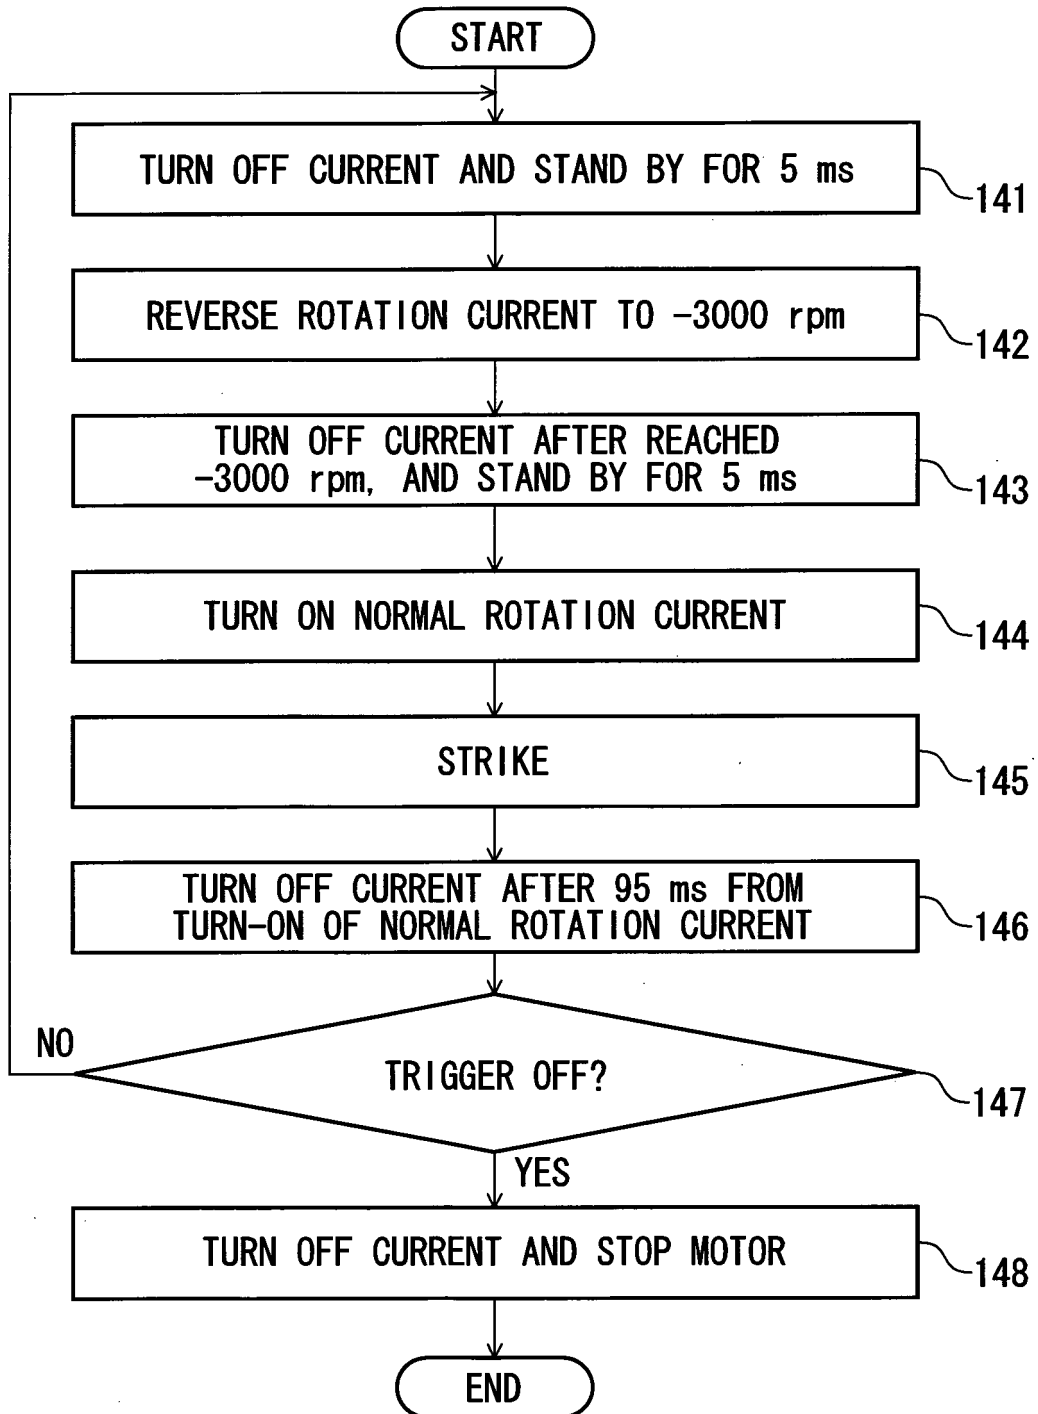 START
TURN OFF CURRENT AND STAND BY FOR 5 ms
141
REVERSE ROTATION CURRENT TO -3000 rpm
142
TURN OFF CURRENT AFTER REACHED
-3000 rpm, AND STAND BY FOR 5 ms
143
TURN ON NORMAL ROTATION CURRENT
144
STRIKE
145
TURN OFF CURRENT AFTER 95 ms FROM
TURN-ON OF NORMAL ROTATION CURRENT
146
NO
TRIGGER OFF?
147
YES
TURN OFF CURRENT AND STOP MOTOR
148
END